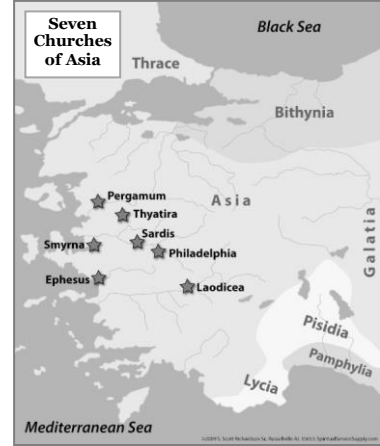 Seven
Churches
of Asia
Black Sea
Thrace
Bithynia
Pergamum
Asia
Thyatira
Sardis
Smyrna
Philadelphia
Galatia
Ephesus
Laodicea
Pisidia
Pamphylia
Lycia
Mediterranean Sea